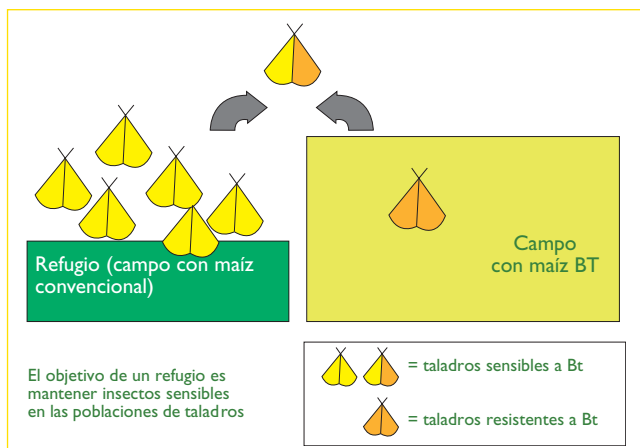 Refugio (campo con maíz
convencional)
Campo
con maíz BT
El objetivo de un refugio es
mantener insectos sensibles
en las poblaciones de taladros
= taladros sensibles a Bt
= taladros resistentes a Bt